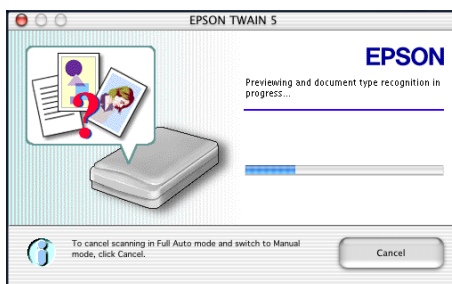 EPSON TWAIN 5
EPSON
Previewing and document type recognition in
progress...
?
To cancel scanning in Full Auto mode and switch to Manual
mode, click Cancel.
Cancel